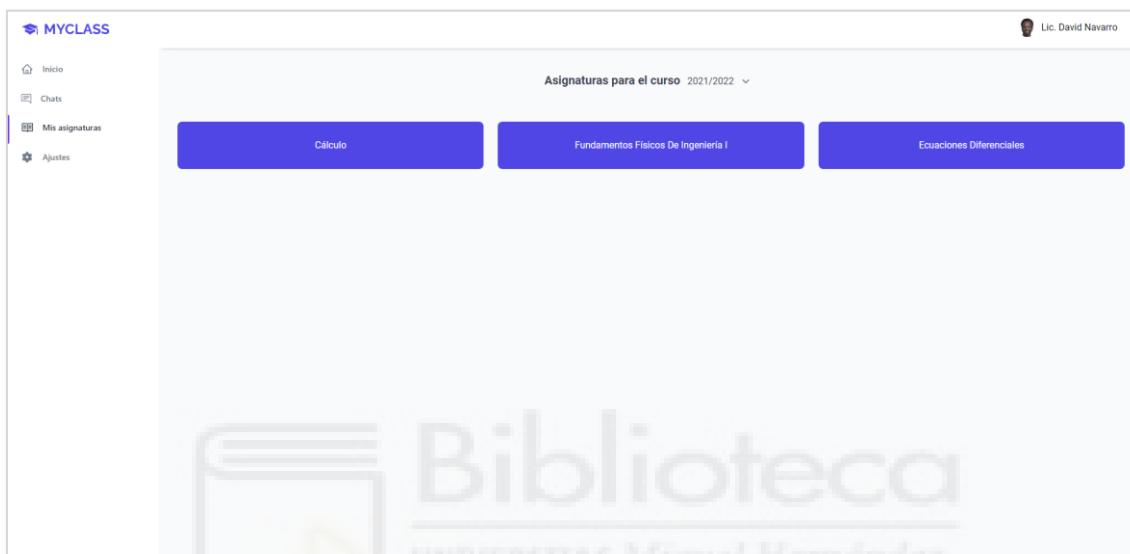 MYCLASS
Lic. David Navarro
Inicio
Chats
Mis asignaturas
Ajustes
Asignaturas para el curso 2021/2022
Cálculo
Fundamentos Físicos De Ingeniería I
Ecuaciones Diferenciales
Biblioteca